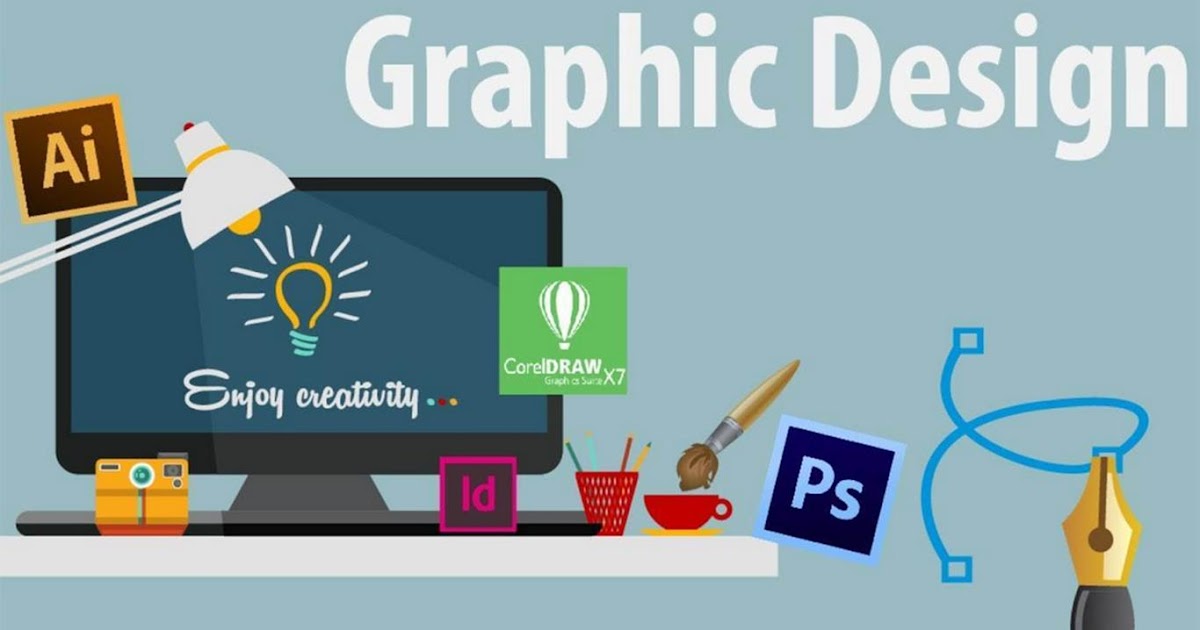 Graphic Design
Ai
Enjoy creativity...
CorelDRAW
Graphics Suite X7
Id
Ps